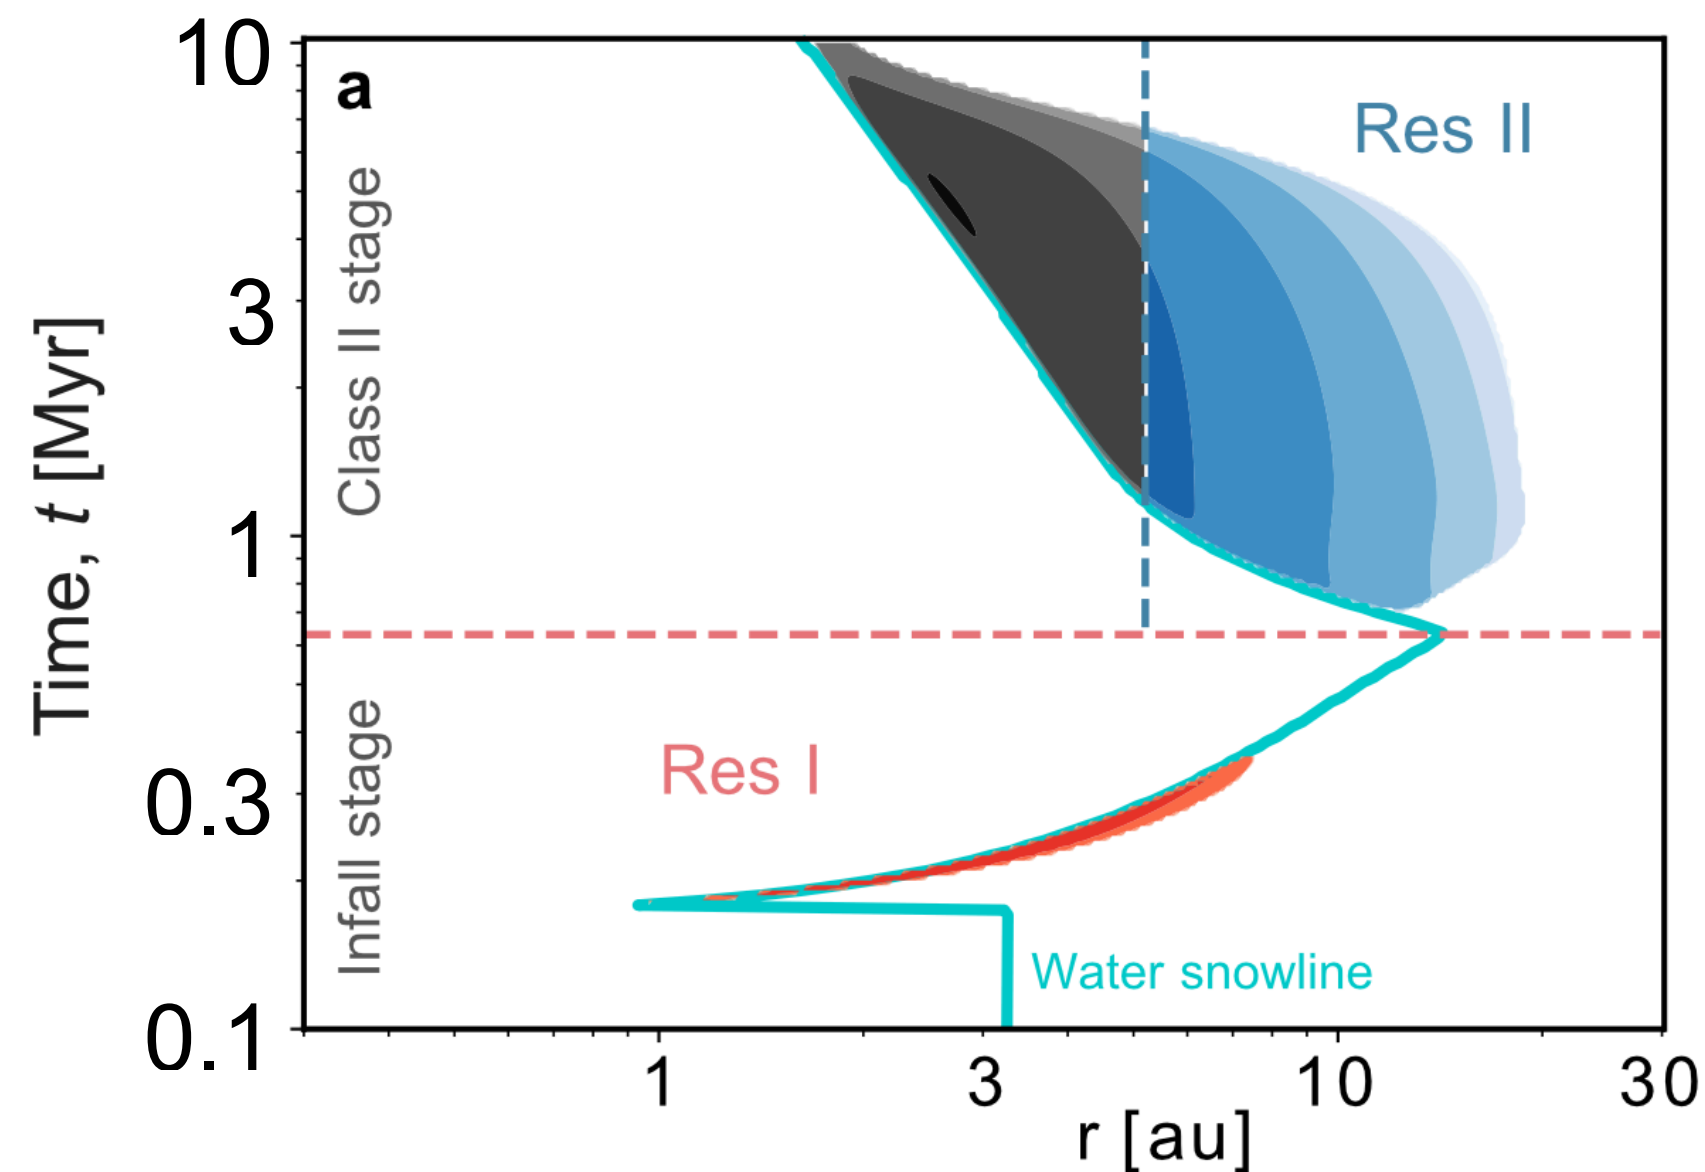 10
a
Res II
Class II stage
3
Time, t [Myr]
1
Res I
0.3
Infall stage
Water snowline
0.1
1
3
10
30
r [au]